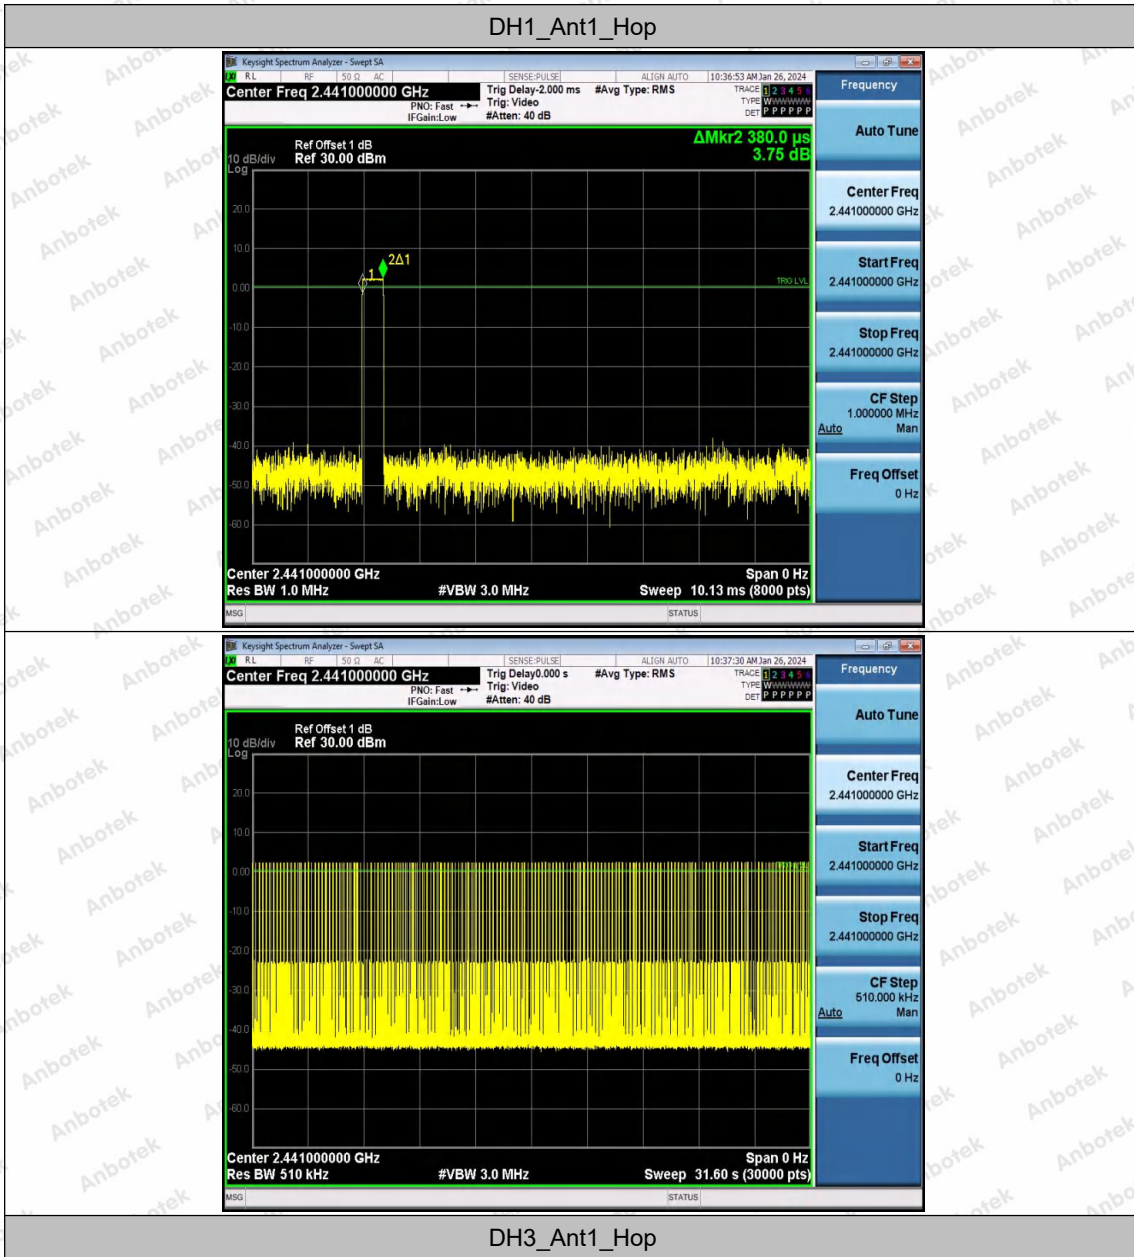 DH1_Ant1_Hop
Keysight Spectrum Analyzer - Swept SA
LXI RL RF 50 Ω AC SENSE:PULSE ALIGN AUTO 10:36:53 AM Jan 26, 2024
Center Freq 2.441000000 GHz
PNO: Fast
IFGain:Low
Trig Delay-2.000 ms
Trig: Video
#Atten: 40 dB
#Avg Type: RMS
TRACE 1 2 3 4 5 6
TYPE WWWWWW
DET P P P P P P
ΔMkr2 380.0 µs
3.75 dB
Ref Offset 1 dB
10 dB/div Ref 30.00 dBm
Log
20.0
10.0
0.00
-10.0
-20.0
-30.0
-40.0
-50.0
-60.0
1
2Δ1
TRIG LVL
Center 2.441000000 GHz Span 0 Hz
Res BW 1.0 MHz #VBW 3.0 MHz Sweep 10.13 ms (8000 pts)
MSG STATUS
Frequency
Auto Tune
Center Freq
2.441000000 GHz
Start Freq
2.441000000 GHz
Stop Freq
2.441000000 GHz
CF Step
1.000000 MHz
Auto Man
Freq Offset
0 Hz
Keysight Spectrum Analyzer - Swept SA
LXI RL RF 50 Ω AC SENSE:PULSE ALIGN AUTO 10:37:30 AM Jan 26, 2024
Center Freq 2.441000000 GHz
PNO: Fast
IFGain:Low
Trig Delay0.000 s
Trig: Video
#Atten: 40 dB
#Avg Type: RMS
TRACE 1 2 3 4 5 6
TYPE WWWWWW
DET P P P P P P
Ref Offset 1 dB
10 dB/div Ref 30.00 dBm
Log
20.0
10.0
0.00
-10.0
-20.0
-30.0
-40.0
-50.0
-60.0
Center 2.441000000 GHz Span 0 Hz
Res BW 510 kHz #VBW 3.0 MHz Sweep 31.60 s (30000 pts)
MSG STATUS
Frequency
Auto Tune
Center Freq
2.441000000 GHz
Start Freq
2.441000000 GHz
Stop Freq
2.441000000 GHz
CF Step
510.000 kHz
Auto Man
Freq Offset
0 Hz
DH3_Ant1_Hop
Anbotek